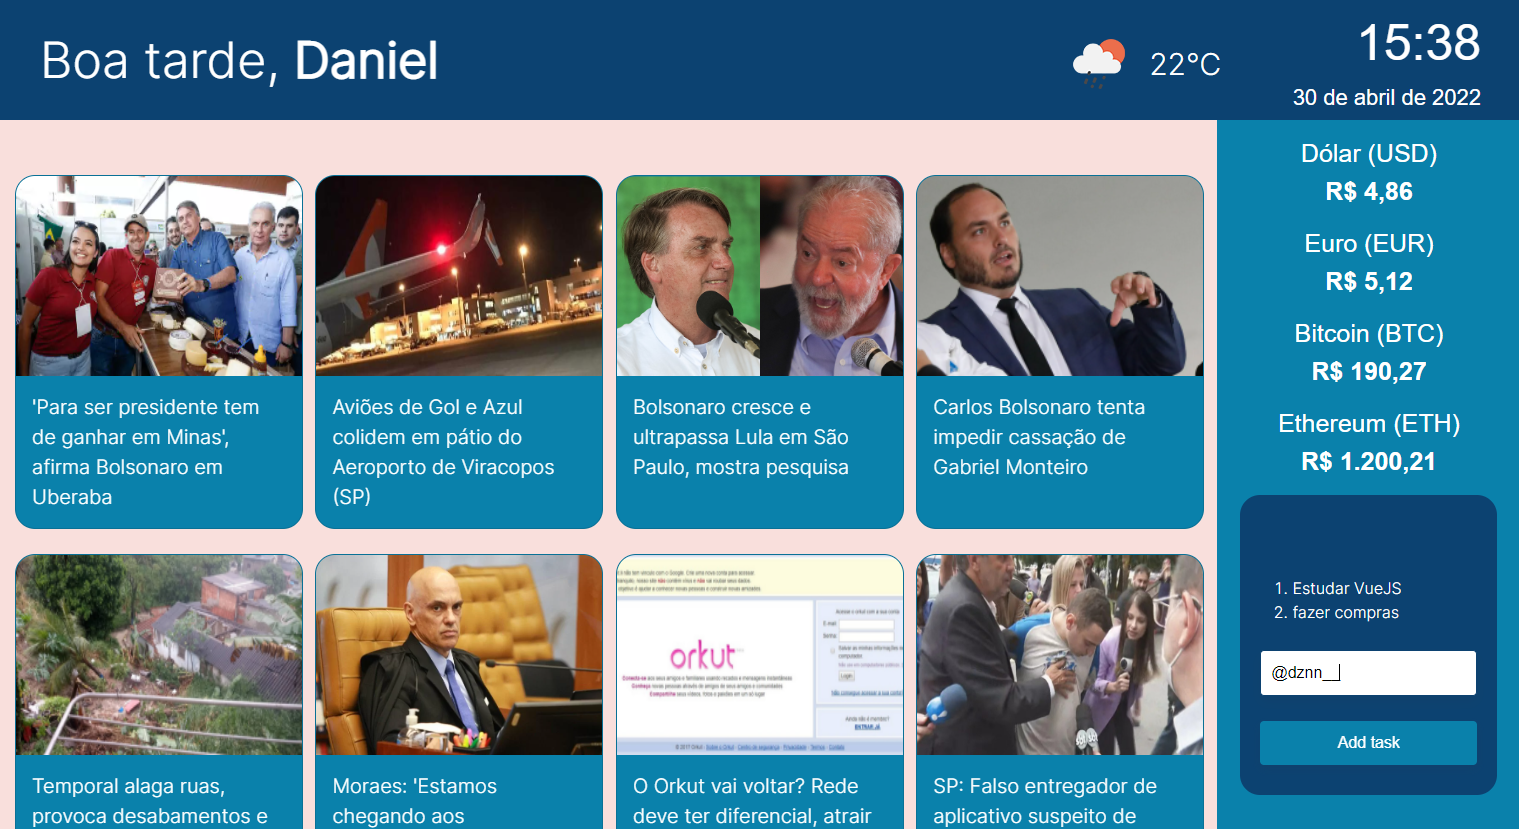 Boa tarde, Daniel
22°C
15:38
30 de abril de 2022
'Para ser presidente tem
de ganhar em Minas',
afirma Bolsonaro em
Uberaba
Aviões de Gol e Azul
colidem em pátio do
Aeroporto de Viracopos
(SP)
Bolsonaro cresce e
ultrapassa Lula em São
Paulo, mostra pesquisa
Carlos Bolsonaro tenta
impedir cassação de
Gabriel Monteiro
orkut
E-mail:
Senha:
Login
ENTRAR JÁ
Temporal alaga ruas,
provoca desabamentos e
Moraes: 'Estamos
chegando aos
O Orkut vai voltar? Rede
deve ter diferencial, atrair
SP: Falso entregador de
aplicativo suspeito de
Dólar (USD)
R$ 4,86
Euro (EUR)
R$ 5,12
Bitcoin (BTC)
R$ 190,27
Ethereum (ETH)
R$ 1.200,21
1. Estudar VueJS
2. fazer compras
@dznn__
Add task